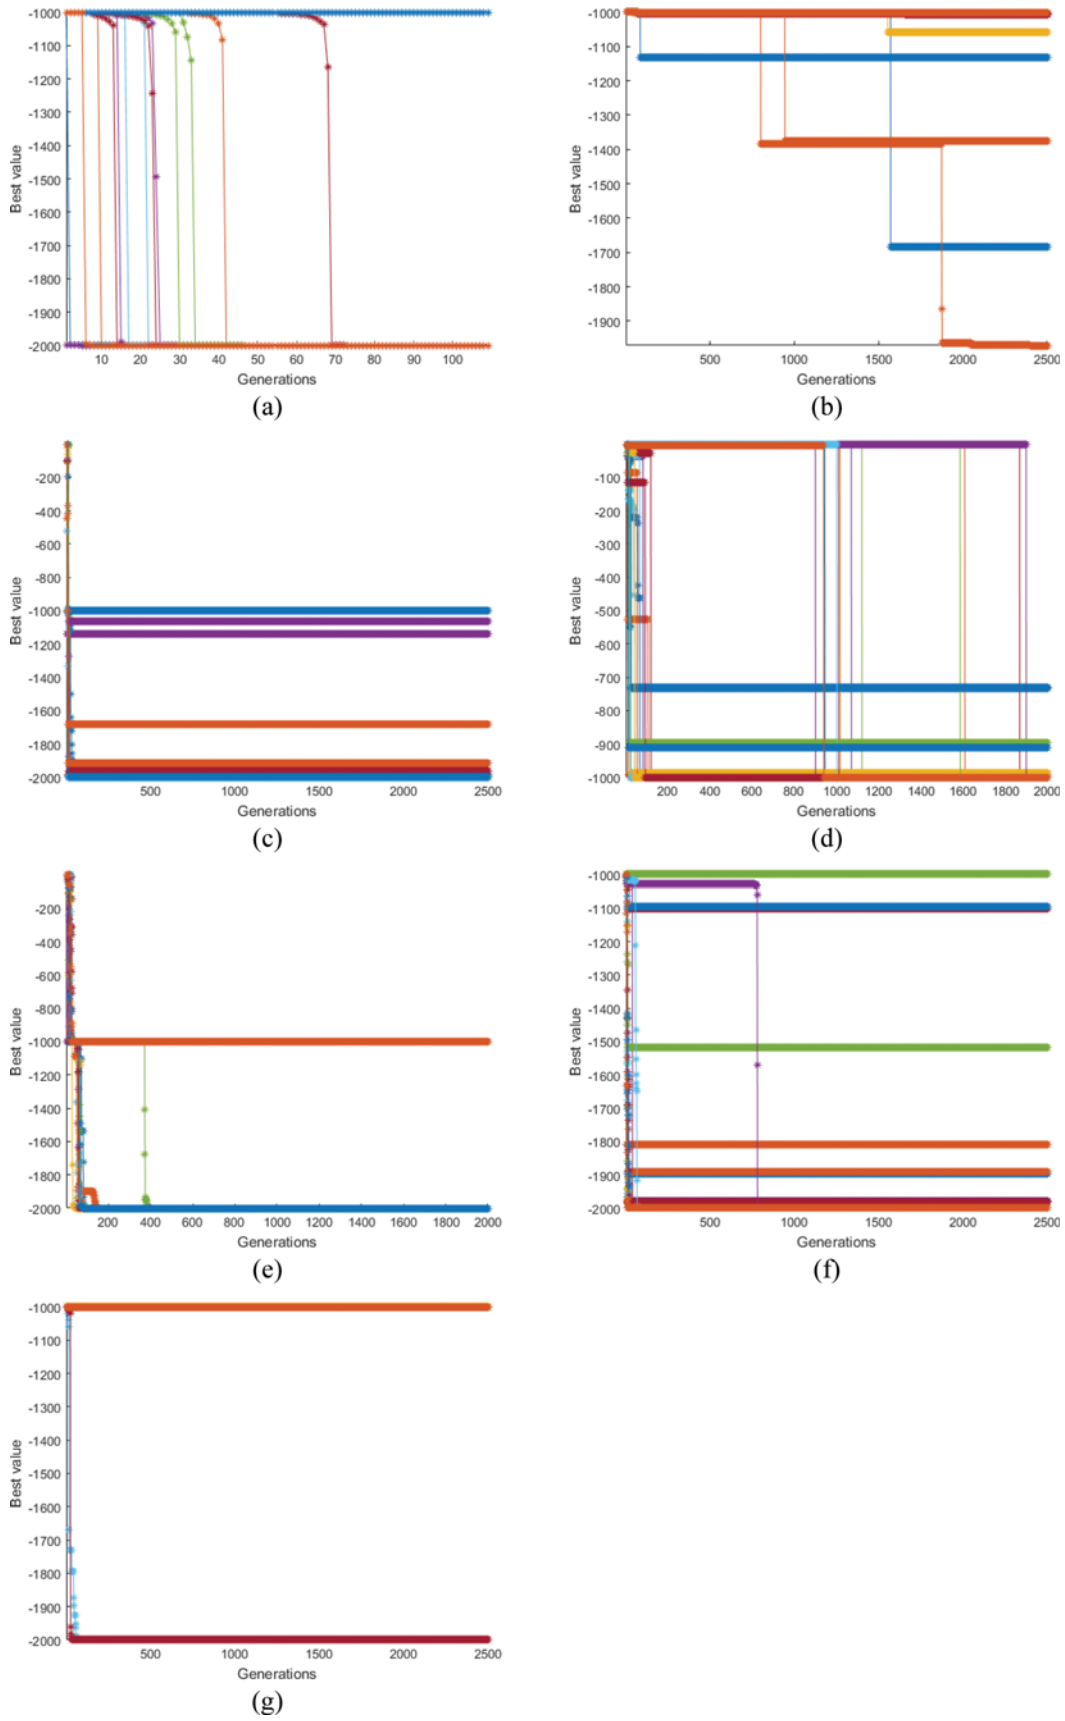 -1000
-1100
-1200
-1300
-1400
-1500
-1600
-1700
-1800
-1900
-2000
Best value
10 20 30 40 50 60 70 80 90 100
Generations
(a)
-1000
-1100
-1200
-1300
-1400
-1500
-1600
-1700
-1800
-1900
Best value
500 1000 1500 2000 2500
Generations
(b)
-200
-400
-600
-800
-1000
-1200
-1400
-1600
-1800
-2000
Best value
500 1000 1500 2000 2500
Generations
(c)
-100
-200
-300
-400
-500
-600
-700
-800
-900
-1000
Best value
200 400 600 800 1000 1200 1400 1600 1800 2000
Generations
(d)
-200
-400
-600
-800
-1000
-1200
-1400
-1600
-1800
-2000
Best value
200 400 600 800 1000 1200 1400 1600 1800 2000
Generations
(e)
-1000
-1100
-1200
-1300
-1400
-1500
-1600
-1700
-1800
-1900
-2000
Best value
500 1000 1500 2000 2500
Generations
(f)
-1000
-1100
-1200
-1300
-1400
-1500
-1600
-1700
-1800
-1900
-2000
Best value
500 1000 1500 2000 2500
Generations
(g)